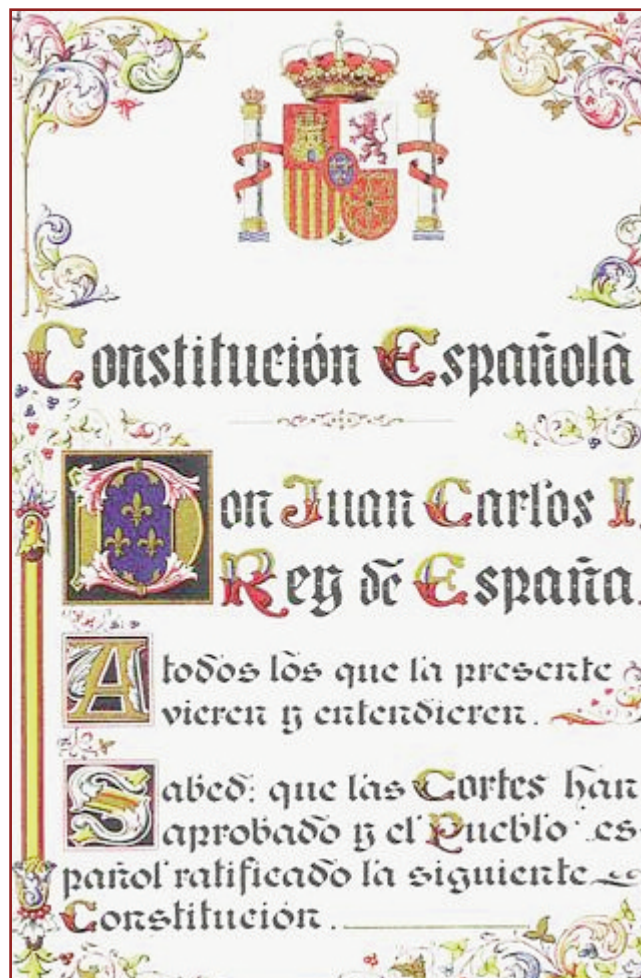 Constitución Española
Don Juan Carlos I,
Rey de España.
A todos los que la presente
vieren y entendieren.
Sabed: que las Cortes han
aprobado y el Pueblo es
pañol ratificado la siguiente
Constitución.